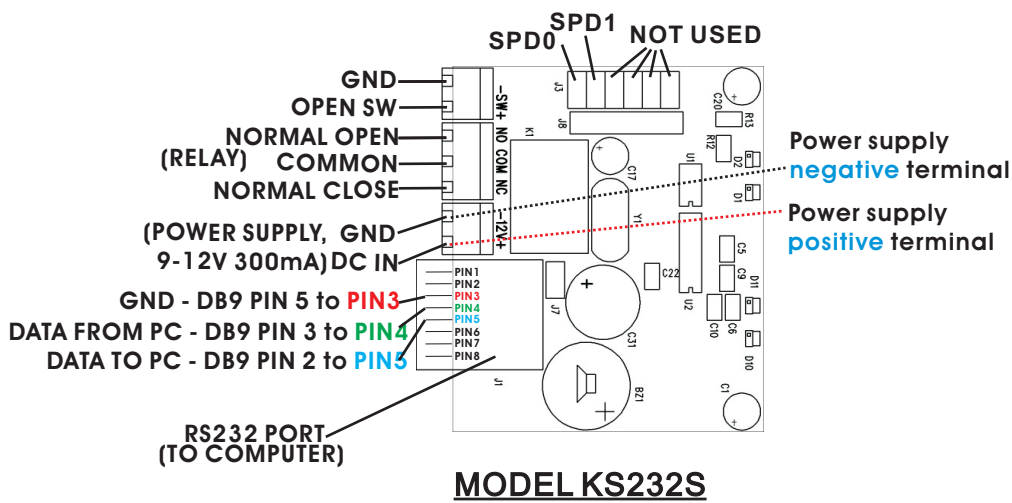 SPD0 SPD1 NOT USED
GND
OPEN SW
NORMAL OPEN
(RELAY) COMMON
NORMAL CLOSE
(POWER SUPPLY, GND
9-12V 300mA) DC IN
GND - DB9 PIN 5 to PIN3
DATA FROM PC - DB9 PIN 3 to PIN4
DATA TO PC - DB9 PIN 2 to PIN5
RS232 PORT
(TO COMPUTER)
-SW+
NO COM NC
-12V+
PIN1
PIN2
PIN3
PIN4
PIN5
PIN6
PIN7
PIN8
J1
J3
J8
K1
C17
Y1
J7
C31
BZ1
C22
U1
U2
C20
R13
R12
D2
D1
C5
C9
D11
C10
C6
D10
C1
Power supply
negative terminal
Power supply
positive terminal
MODEL KS232S